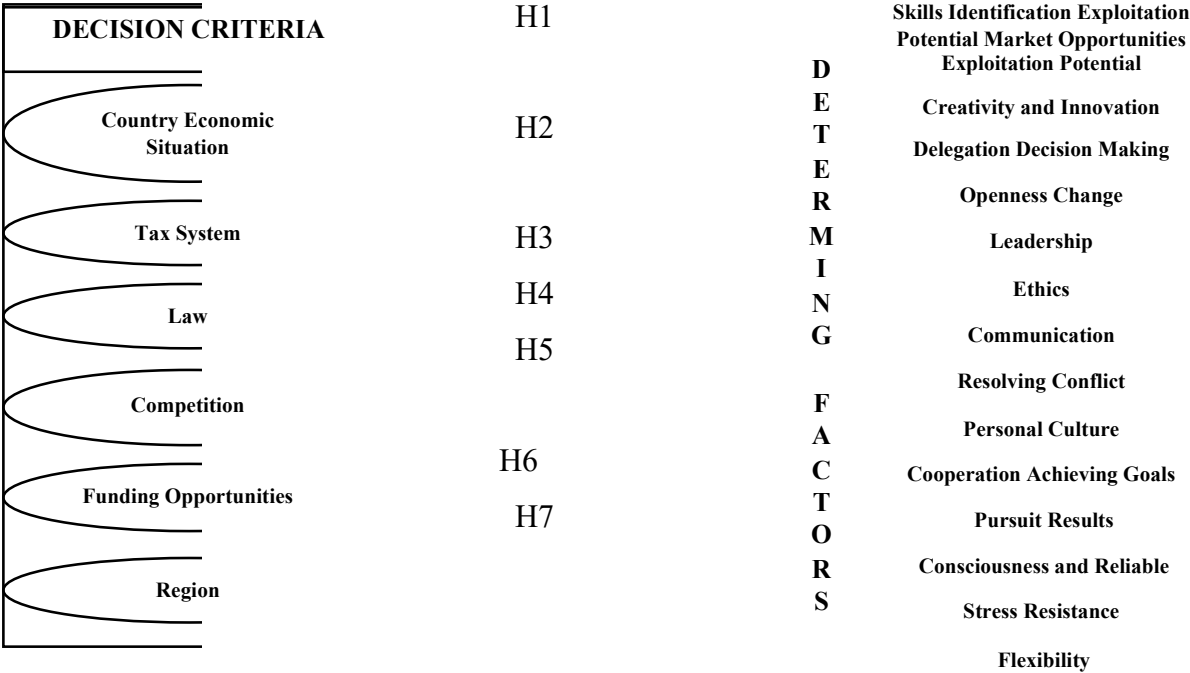 DECISION CRITERIA
Country Economic
Situation
Tax System
Law
Competition
Funding Opportunities
Region
H1
H2
H3
H4
H5
H6
H7
D
E
T
E
R
M
I
N
G
F
A
C
T
O
R
S
Skills Identification Exploitation
Potential Market Opportunities
Exploitation Potential
Creativity and Innovation
Delegation Decision Making
Openness Change
Leadership
Ethics
Communication
Resolving Conflict
Personal Culture
Cooperation Achieving Goals
Pursuit Results
Consciousness and Reliable
Stress Resistance
Flexibility